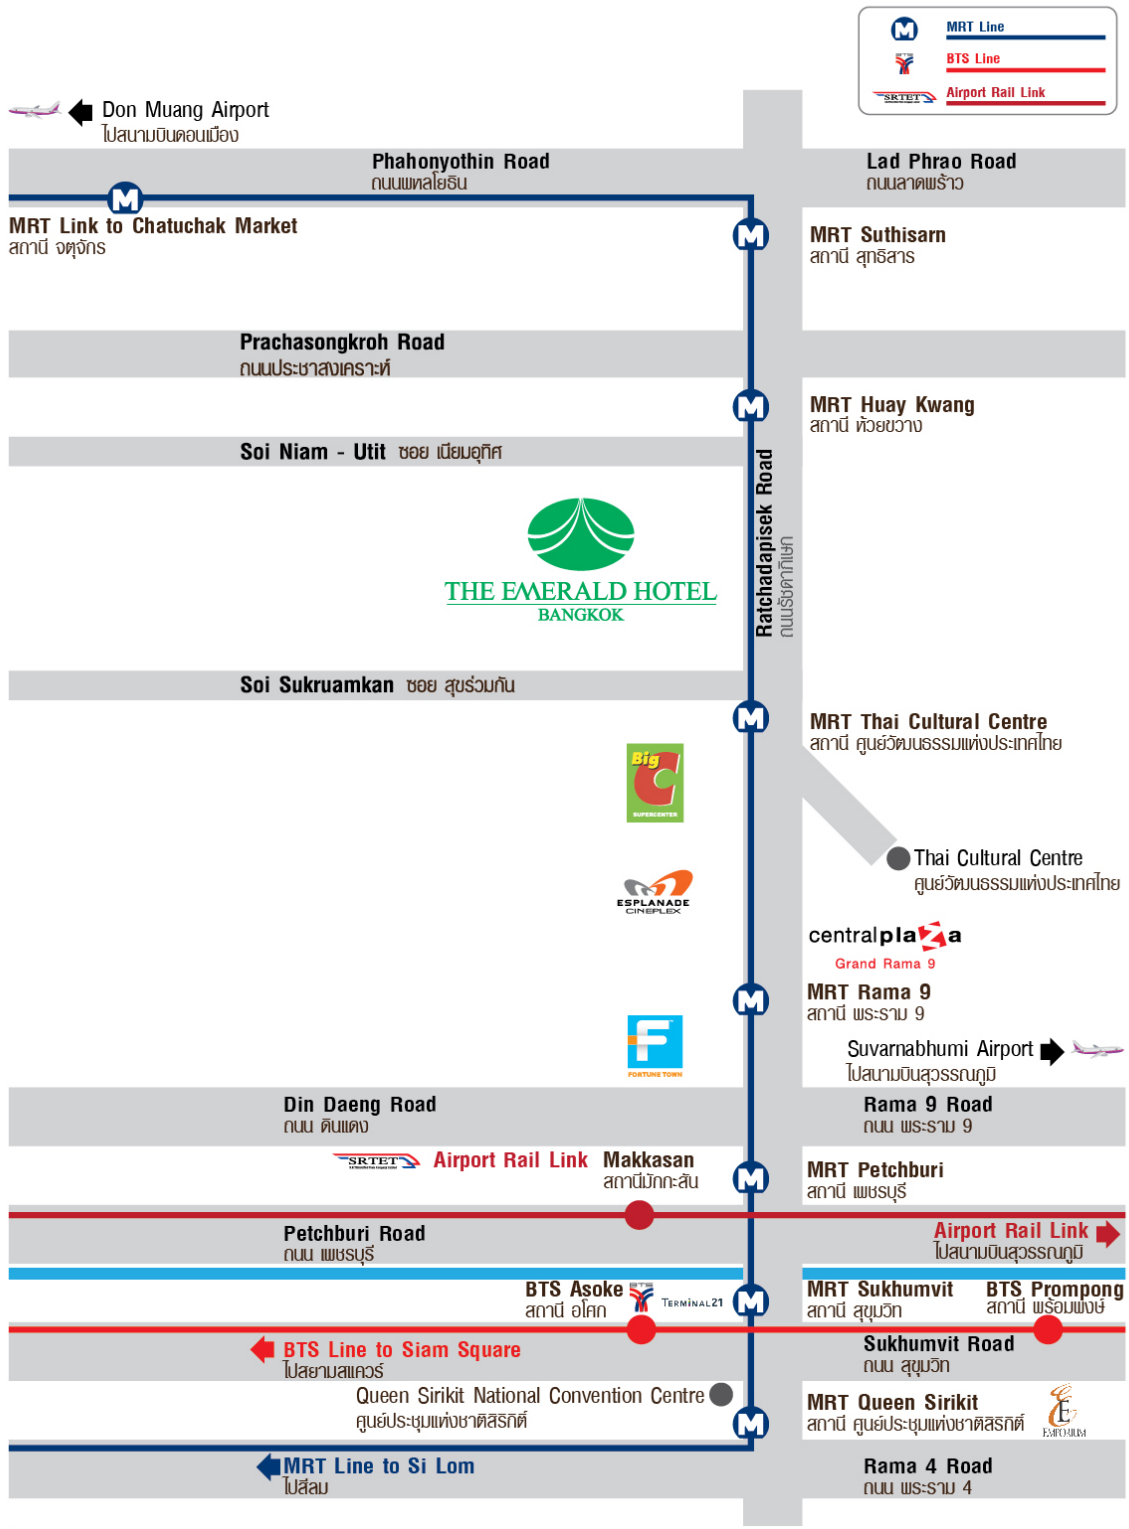 MRT Line
BTS Line
SRTET
Airport Rail Link
Don Muang Airport
ไปสนามบินดอนเมือง
Phahonyothin Road
ถนนพหลโยธิน
Lad Phrao Road
ถนนลาดพร้าว
MRT Link to Chatuchak Market
สถานี จตุจักร
MRT Suthisarn
สถานี สุทธิสาร
Prachasongkroh Road
ถนนประชาสงเคราะห์
MRT Huay Kwang
สถานี ห้วยขวาง
Soi Niam - Utit ซอย เนียมอุทิศ
Ratchadapisek Road
ถนนรัชดาภิเษก
THE EMERALD HOTEL
BANGKOK
Soi Sukruamkan ซอย สุขร่วมกัน
MRT Thai Cultural Centre
สถานี ศูนย์วัฒนธรรมแห่งประเทศไทย
Big
C
SUPERCENTER
Thai Cultural Centre
ศูนย์วัฒนธรรมแห่งประเทศไทย
ESPLANADE
CINEPLEX
centralplaza
Grand Rama 9
MRT Rama 9
สถานี พระราม 9
F
FORTUNE TOWN
Suvarnabhumi Airport
ไปสนามบินสุวรรณภูมิ
Din Daeng Road
ถนน ดินแดง
Rama 9 Road
ถนน พระราม 9
SRTET
Airport Rail Link Makkasan
สถานีมักกะสัน
MRT Petchburi
สถานี เพชรบุรี
Petchburi Road
ถนน เพชรบุรี
Airport Rail Link
ไปสนามบินสุวรรณภูมิ
BTS Asoke
สถานี อโศก
BTS
TERMINAL21
MRT Sukhumvit
สถานี สุขุมวิท
BTS Prompong
สถานี พร้อมพงษ์
BTS Line to Siam Square
ไปสยามสแควร์
Sukhumvit Road
ถนน สุขุมวิท
Queen Sirikit National Convention Centre
ศูนย์ประชุมแห่งชาติสิริกิติ์
MRT Queen Sirikit
สถานี ศูนย์ประชุมแห่งชาติสิริกิติ์
E
EMPORIUM
MRT Line to Si Lom
ไปสีลม
Rama 4 Road
ถนน พระราม 4